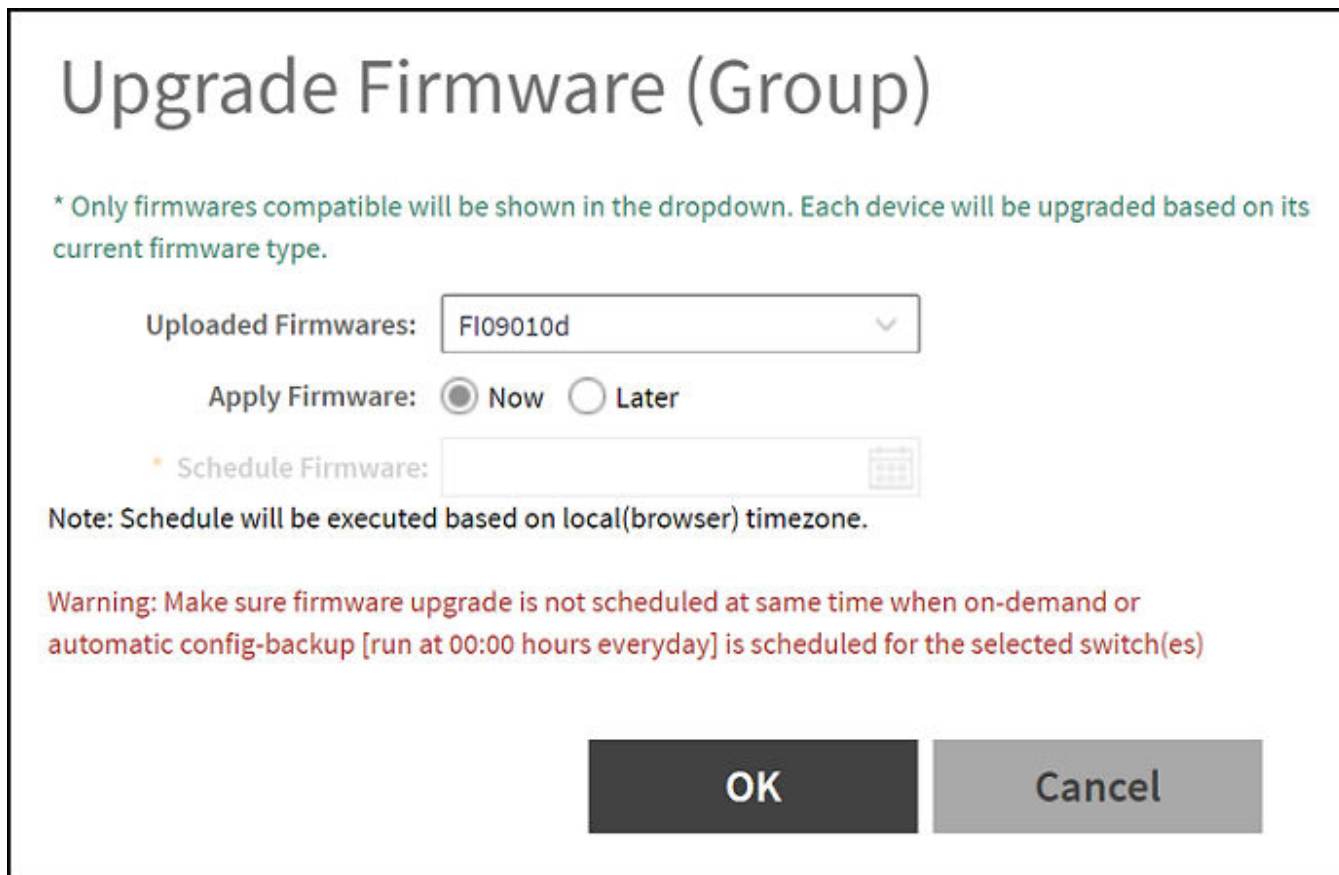 Upgrade Firmware (Group)
* Only firmwares compatible will be shown in the dropdown. Each device will be upgraded based on its
current firmware type.
Uploaded Firmwares: FI09010d
Apply Firmware: Now Later
* Schedule Firmware:
Note: Schedule will be executed based on local(browser) timezone.
Warning: Make sure firmware upgrade is not scheduled at same time when on-demand or
automatic config-backup [run at 00:00 hours everyday] is scheduled for the selected switch(es)
OK Cancel